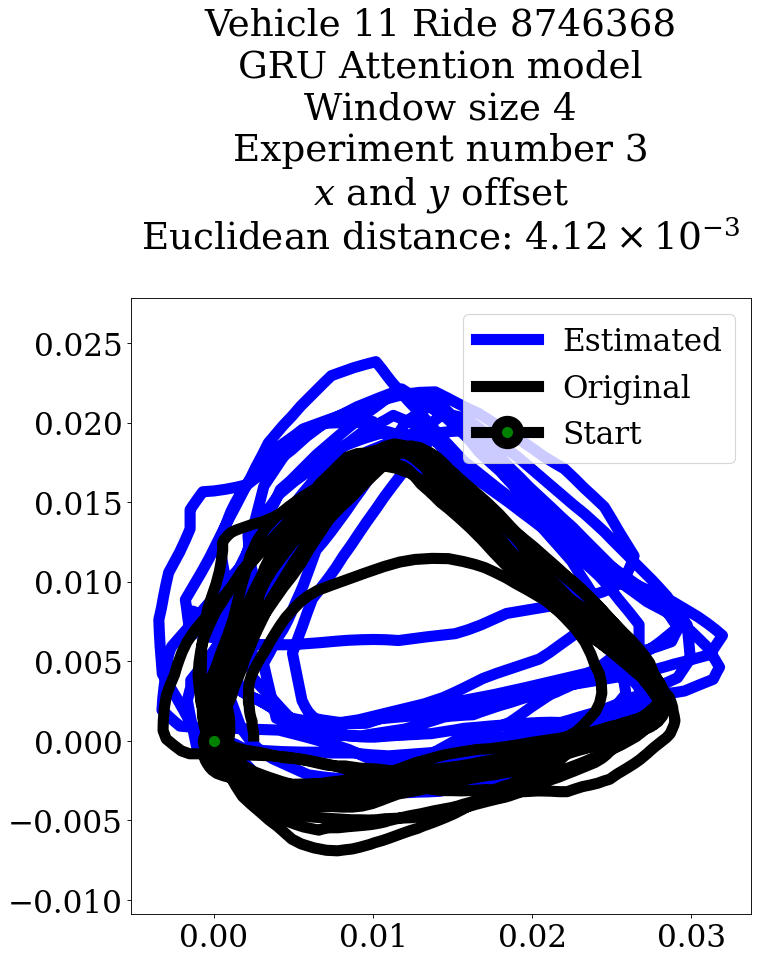 Vehicle 11 Ride 8746368
GRU Attention model
Window size 4
Experiment number 3
x and y offset
Euclidean distance: 4.12 × 10⁻³
Estimated
Original
Start
0.025
0.020
0.015
0.010
0.005
0.000
−0.005
−0.010
0.00 0.01 0.02 0.03